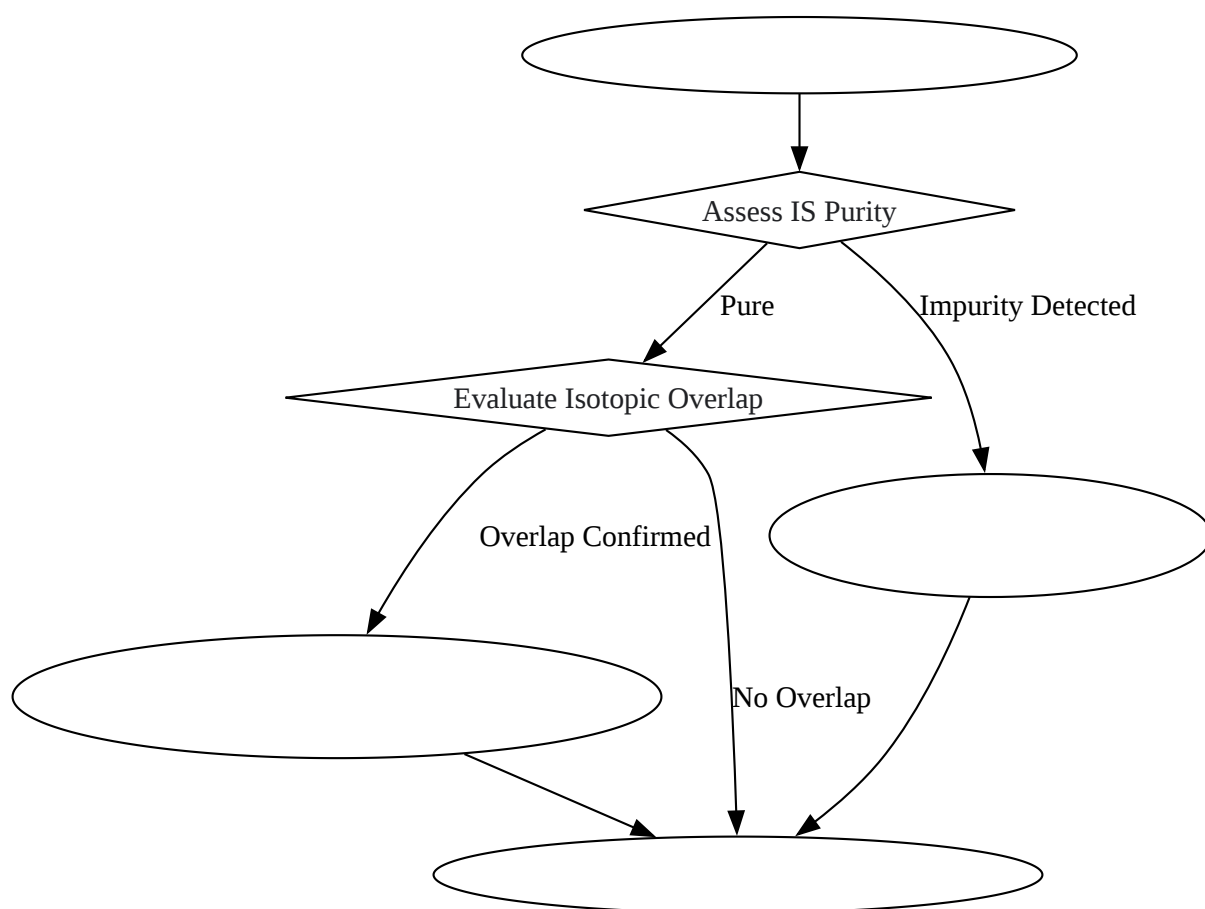 Assess IS Purity
Pure
Impurity Detected
Evaluate Isotopic Overlap
Overlap Confirmed
No Overlap